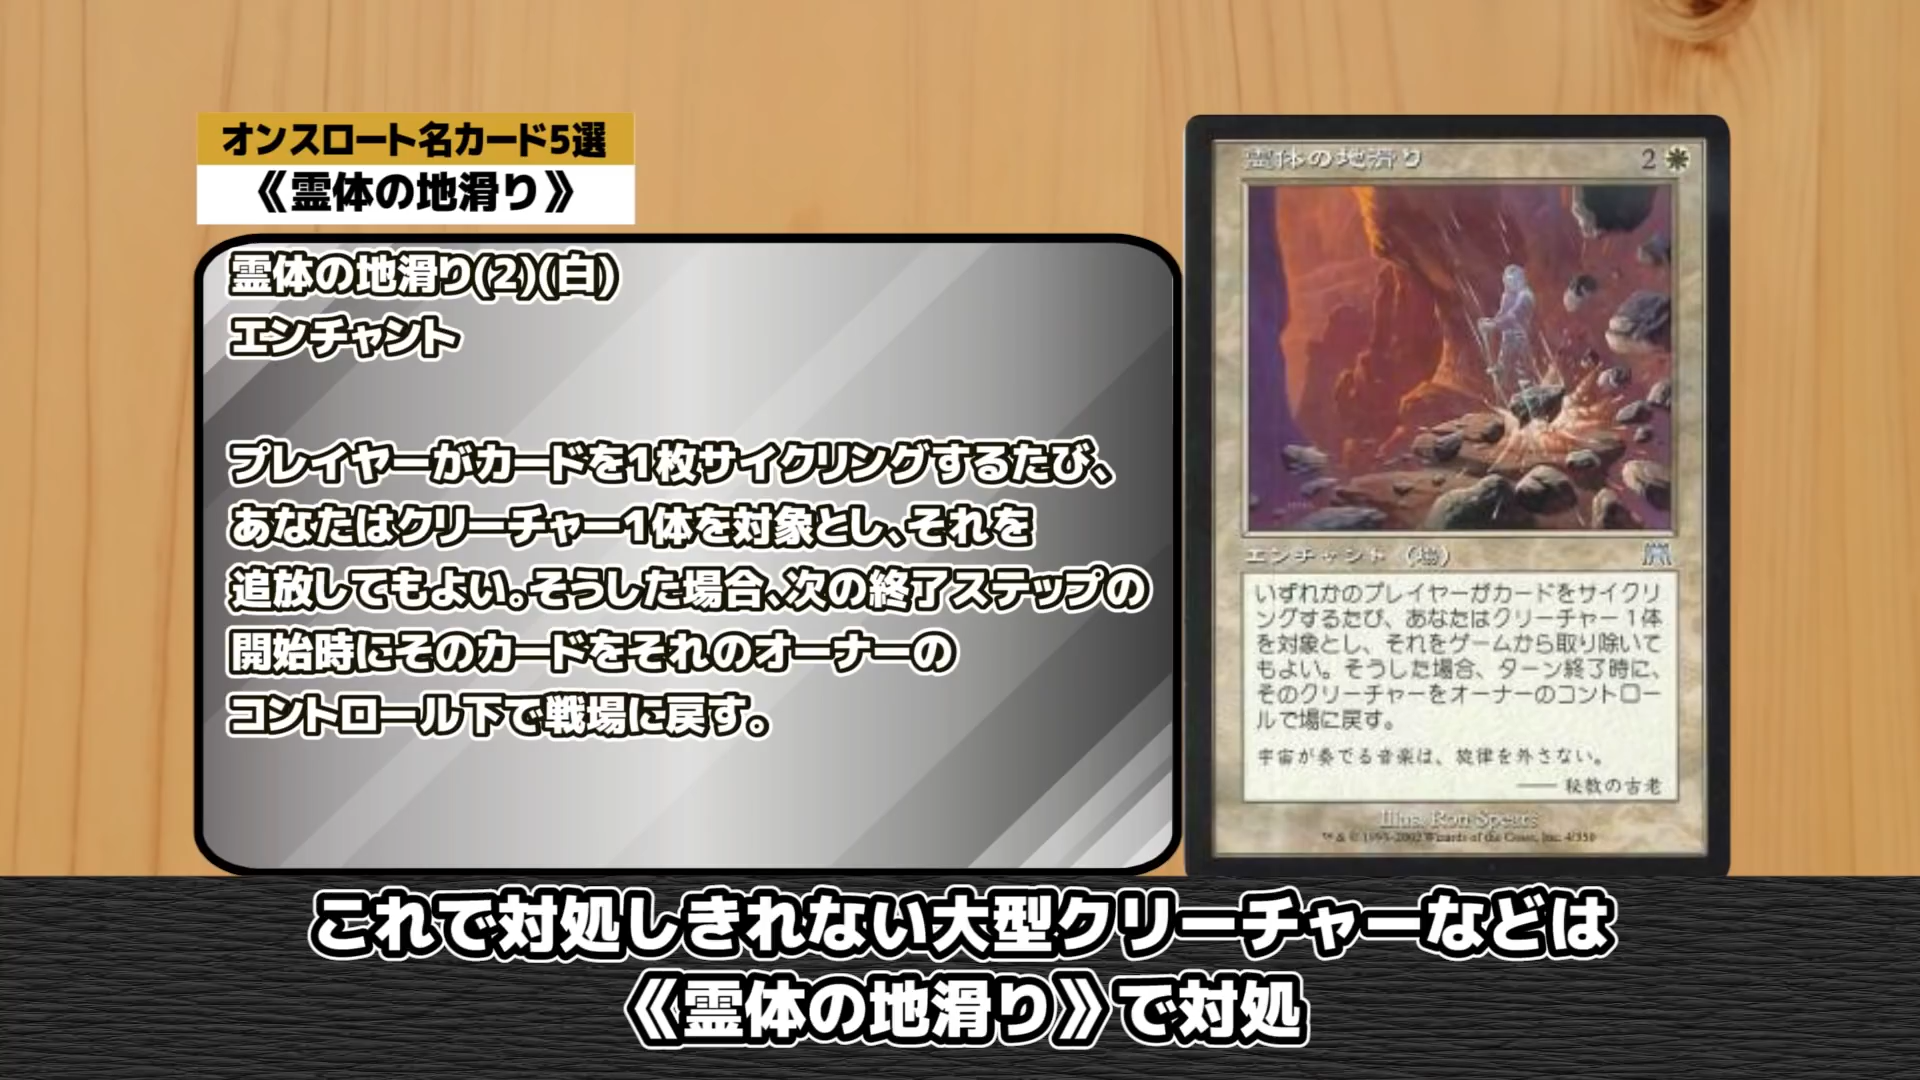 オンスロート名カード5選
《霊体の地滑り》
霊体の地滑り(2)(白)
エンチャント
プレイヤーがカードを1枚サイクリングするたび、
あなたはクリーチャー1体を対象とし、それを
追放してもよい。そうした場合、次の終了ステップの
開始時にそのカードをそれのオーナーの
コントロール下で戦場に戻す。
霊体の地滑り 2
エンチャント (場)
いずれかのプレイヤーがカードをサイクリ
ングするたび、あなたはクリーチャー1体
を対象とし、それをゲームから取り除いて
もよい。そうした場合、ターン終了時に、
そのクリーチャーをオーナーのコントロー
ルで場に戻す。
宇宙が奏でる音楽は、旋律を外さない。
―― 秘教の古老
Illus. Ron Spears
™ & © 1993-2002 Wizards of the Coast, Inc. 4/350
これで対処しきれない大型クリーチャーなどは
《霊体の地滑り》で対処